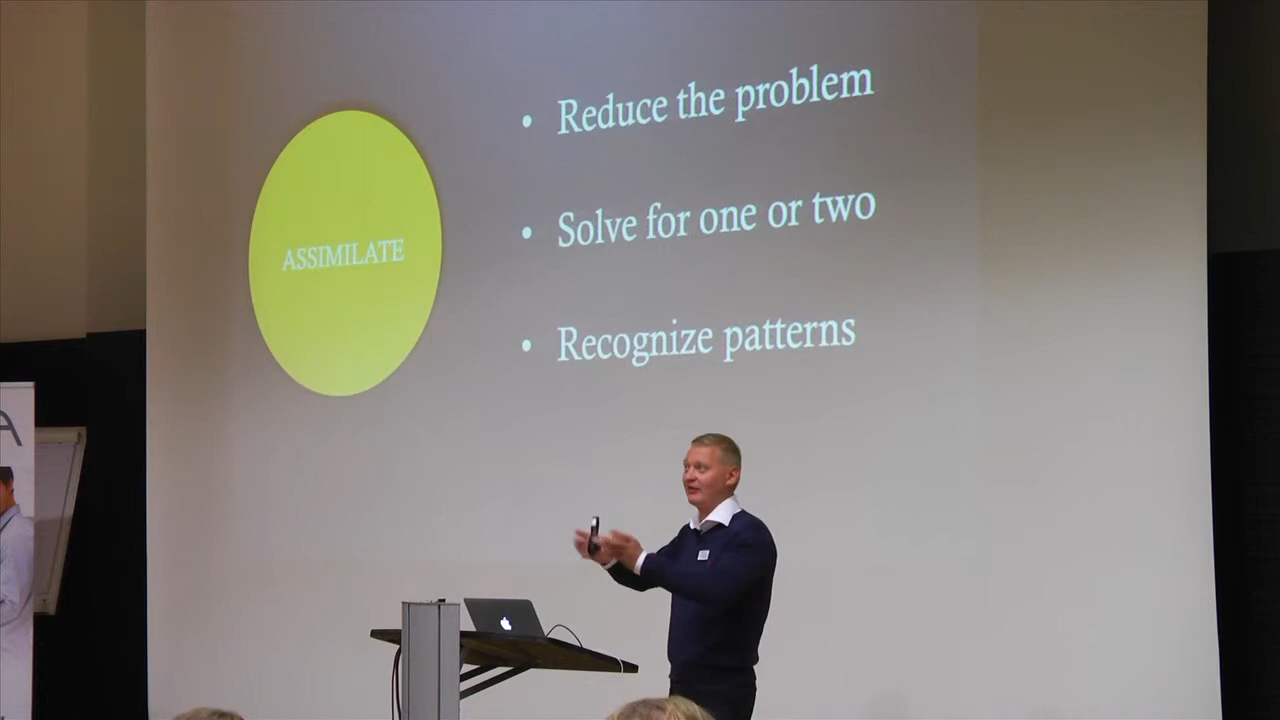 ASSIMILATE
• Reduce the problem
• Solve for one or two
• Recognize patterns
A